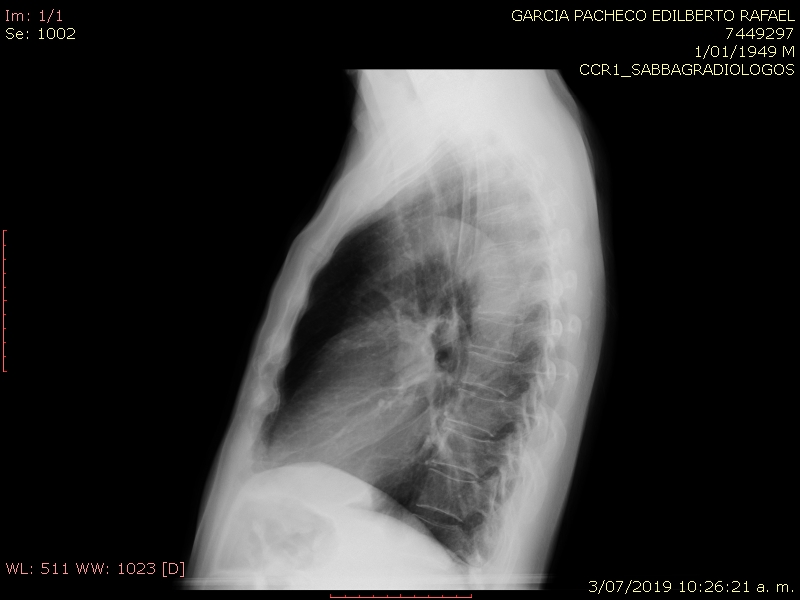 Im: 1/1
Se: 1002
GARCIA PACHECO EDILBERTO RAFAEL
7449297
1/01/1949 M
CCR1_SABBAGRADIOLOGOS
WL: 511 WW: 1023 [D]
3/07/2019 10:26:21 a. m.